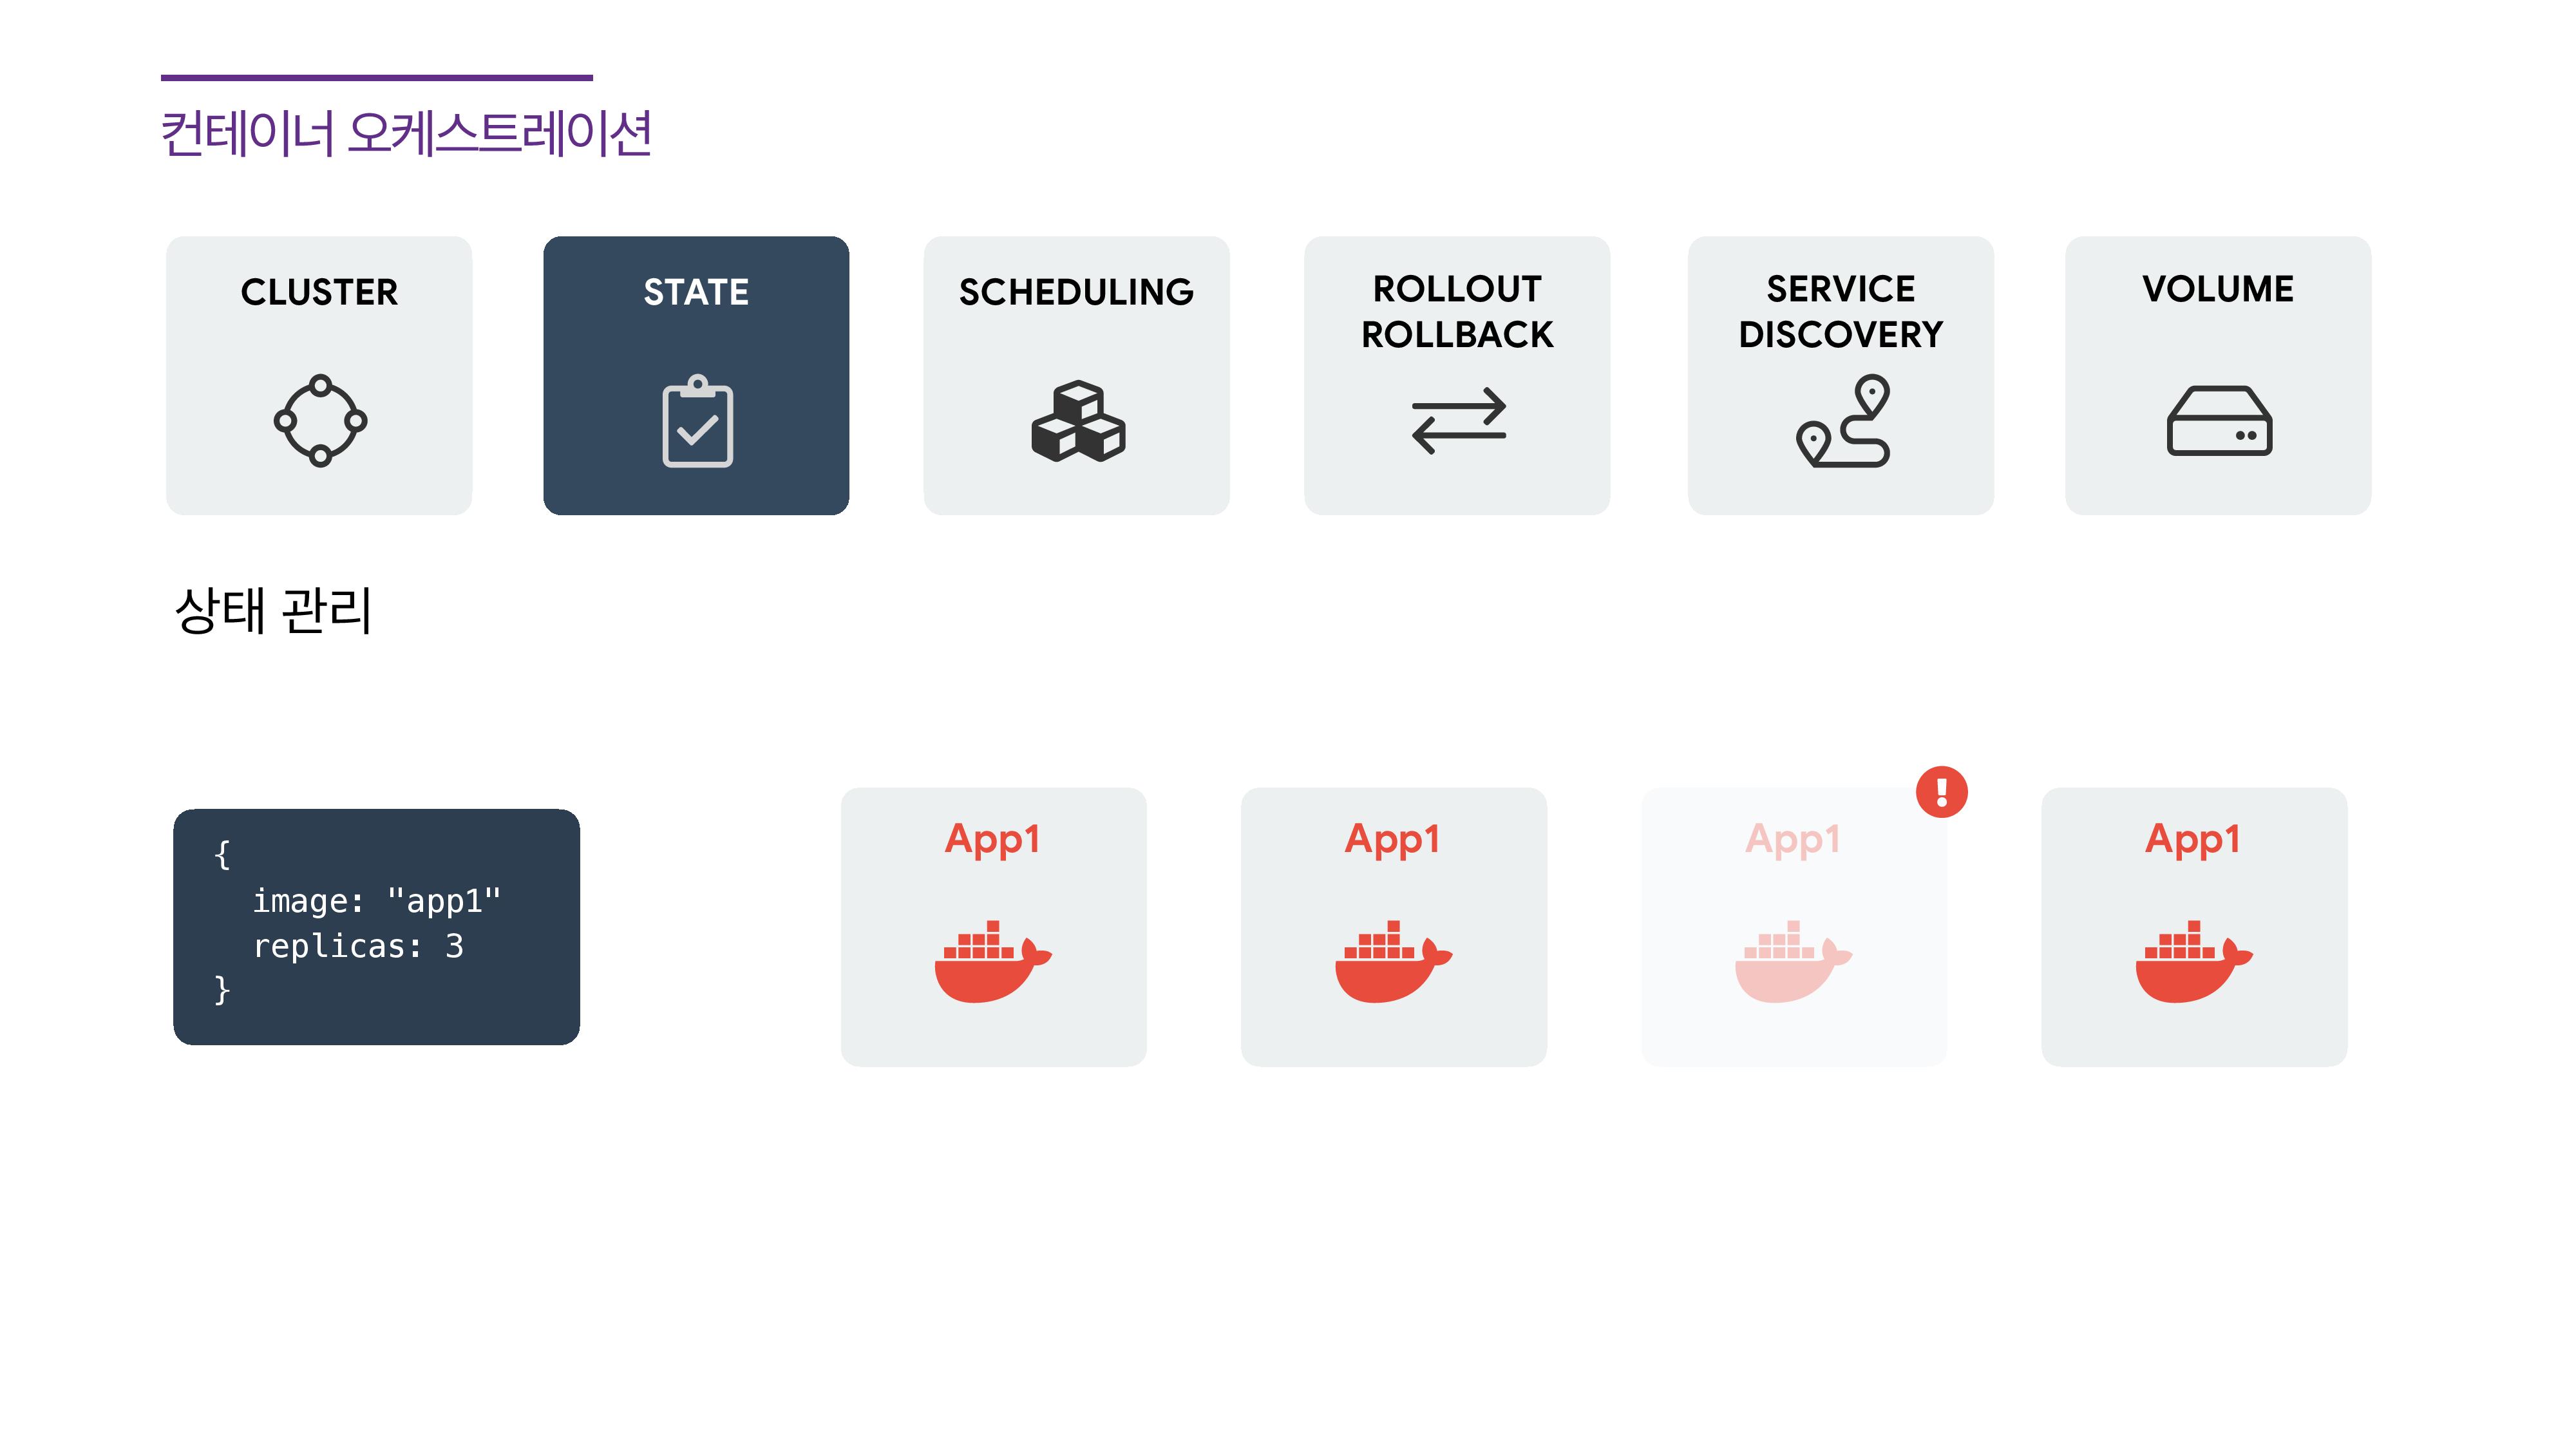 컨테이너 오케스트레이션
CLUSTER
STATE
SCHEDULING
ROLLOUT
ROLLBACK
SERVICE
DISCOVERY
VOLUME
상태 관리
{
  image: "app1"
  replicas: 3
}
App1
App1
App1
App1